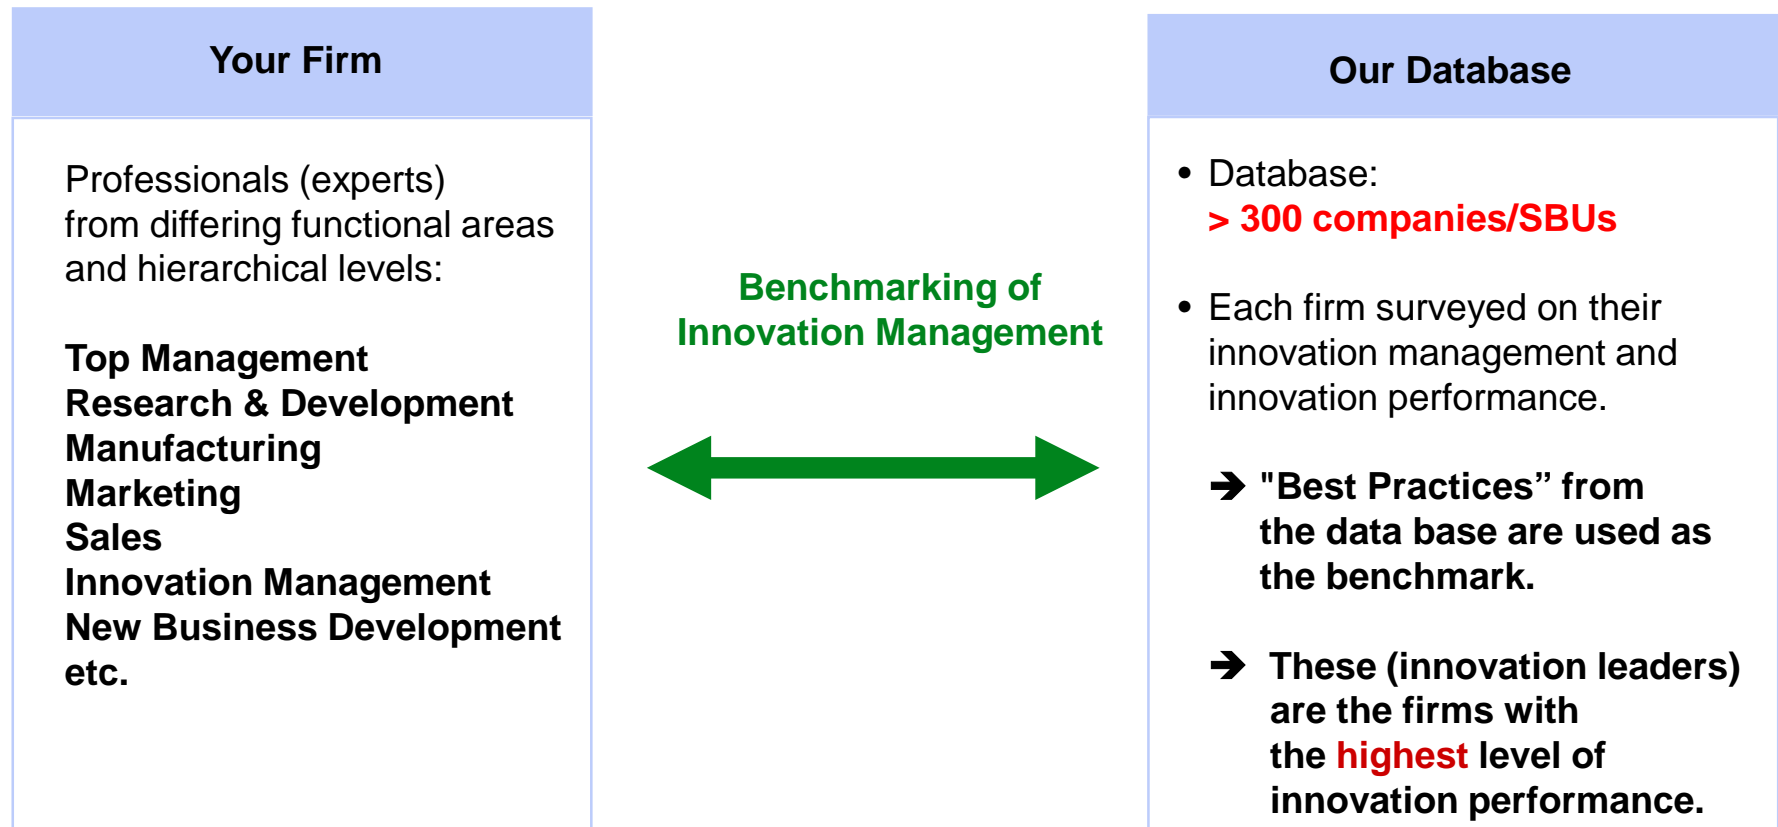 Your Firm
Professionals (experts)
from differing functional areas
and hierarchical levels:
Top Management
Research & Development
Manufacturing
Marketing
Sales
Innovation Management
New Business Development
etc.
Benchmarking of
Innovation Management
Our Database
• Database:
> 300 companies/SBUs
• Each firm surveyed on their
innovation management and
innovation performance.
➔ "Best Practices” from
the data base are used as
the benchmark.
➔ These (innovation leaders)
are the firms with
the highest level of
innovation performance.